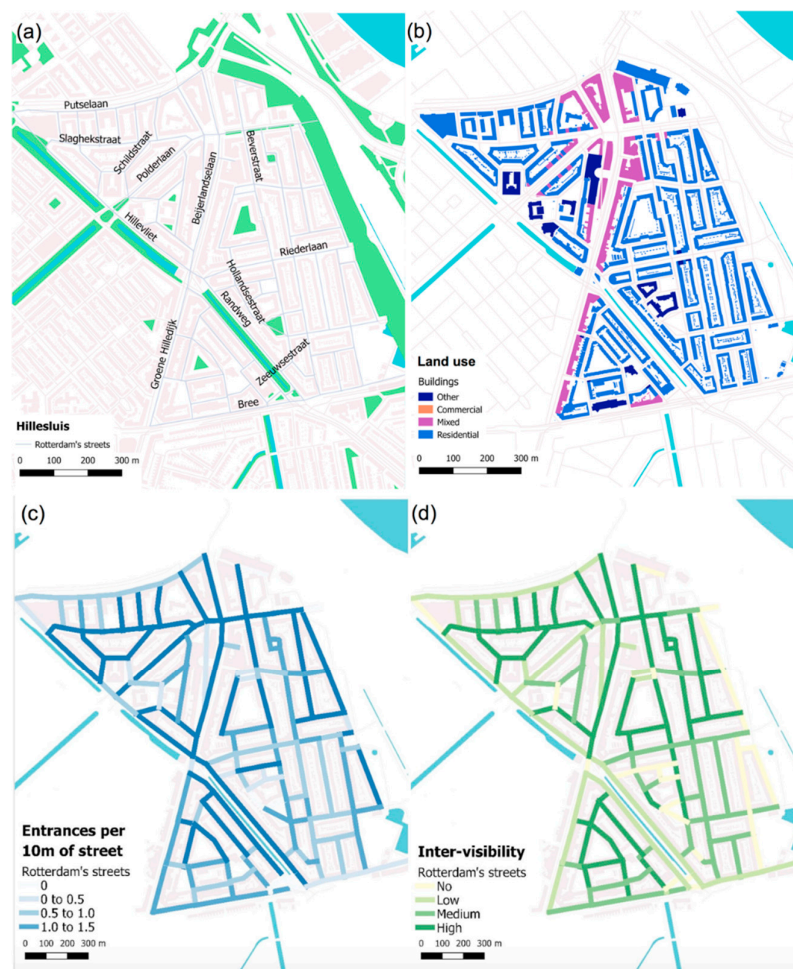 (a)
Putselaan
Slaghekstraat
Schildstraat
Polderlaan
Beijerlandselaan
Beverstraat
Hillevliet
Riederlaan
Hollandsestraat
Randweg
Groene Hilledijk
Zeeuwsestraat
Bree
Hillesluis
Rotterdam's streets
0 100 200 300 m
(b)
Land use
Buildings
Other
Commercial
Mixed
Residential
0 100 200 300 m
(c)
Entrances per
10m of street
Rotterdam's streets
0
0 to 0.5
0.5 to 1.0
1.0 to 1.5
0 100 200 300 m
(d)
Inter-visibility
Rotterdam's streets
No
Low
Medium
High
0 100 200 300 m